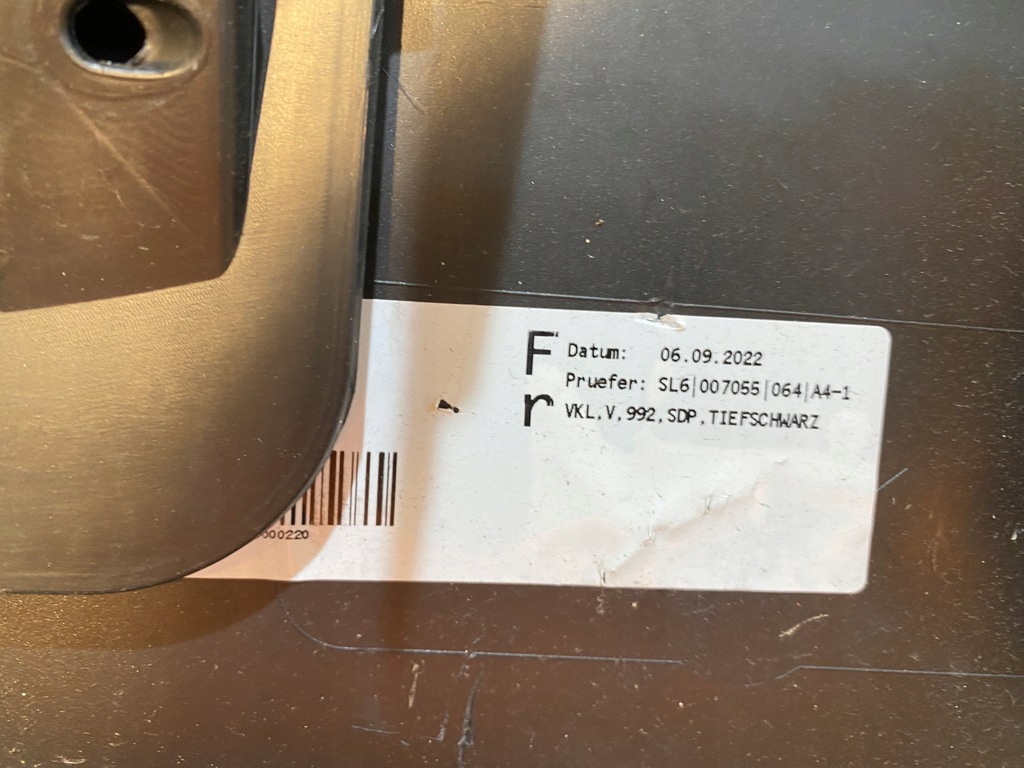 F
Datum: 06.09.2022
Pruefer: SL6|007055|064|A4-1
r
VKL,V,992,SDP,TIEFSCHWARZ
000220